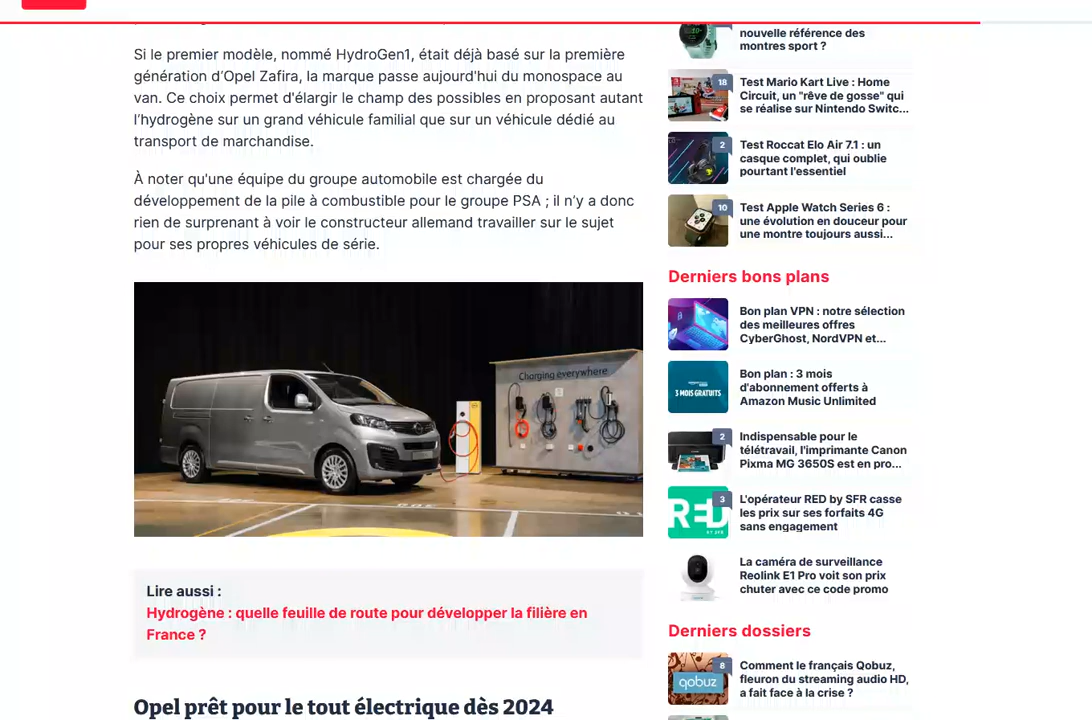 Si le premier modèle, nommé HydroGen1, était déjà basé sur la première
génération d'Opel Zafira, la marque passe aujourd'hui du monospace au
van. Ce choix permet d'élargir le champ des possibles en proposant autant
l'hydrogène sur un grand véhicule familial que sur un véhicule dédié au
transport de marchandise.
À noter qu'une équipe du groupe automobile est chargée du
développement de la pile à combustible pour le groupe PSA ; il n'y a donc
rien de surprenant à voir le constructeur allemand travailler sur le sujet
pour ses propres véhicules de série.
Charging everywhere
Lire aussi :
Hydrogène : quelle feuille de route pour développer la filière en
France ?
Opel prêt pour le tout électrique dès 2024
nouvelle référence des
montres sport ?
18
Test Mario Kart Live : Home
Circuit, un "rêve de gosse" qui
se réalise sur Nintendo Switc...
2
Test Roccat Elo Air 7.1 : un
casque complet, qui oublie
pourtant l'essentiel
10
Test Apple Watch Series 6 :
une évolution en douceur pour
une montre toujours aussi...
Derniers bons plans
Bon plan VPN : notre sélection
des meilleures offres
CyberGhost, NordVPN et...
3 MOIS GRATUITS
Bon plan : 3 mois
d'abonnement offerts à
Amazon Music Unlimited
2
Indispensable pour le
télétravail, l'imprimante Canon
Pixma MG 3650S est en pro...
RED
3
L'opérateur RED by SFR casse
les prix sur ses forfaits 4G
sans engagement
La caméra de surveillance
Reolink E1 Pro voit son prix
chuter avec ce code promo
Derniers dossiers
qobuz
8
Comment le français Qobuz,
fleuron du streaming audio HD,
a fait face à la crise ?